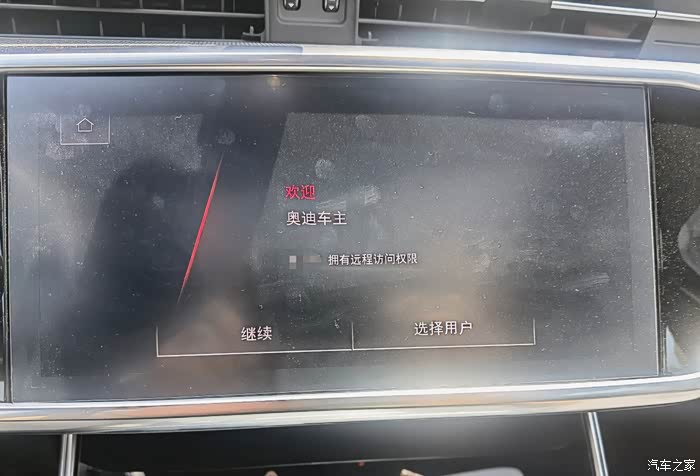 欢迎
奥迪车主
拥有远程访问权限
继续
选择用户
汽车之家